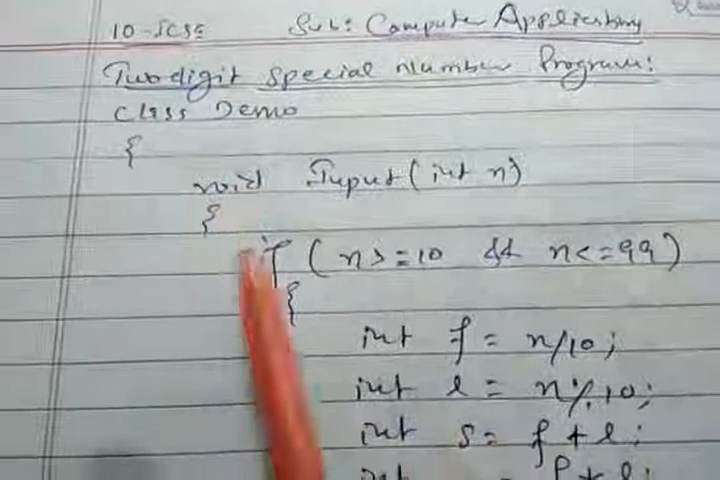 10-ICSE Sub: Computer Applications
Two digit special number Program:
Class Demo
{
void Input(int n)
{
if (n>=10 && n<=99)
{
int f = n/10;
int l = n%10;
int s = f+l;
int f*l;